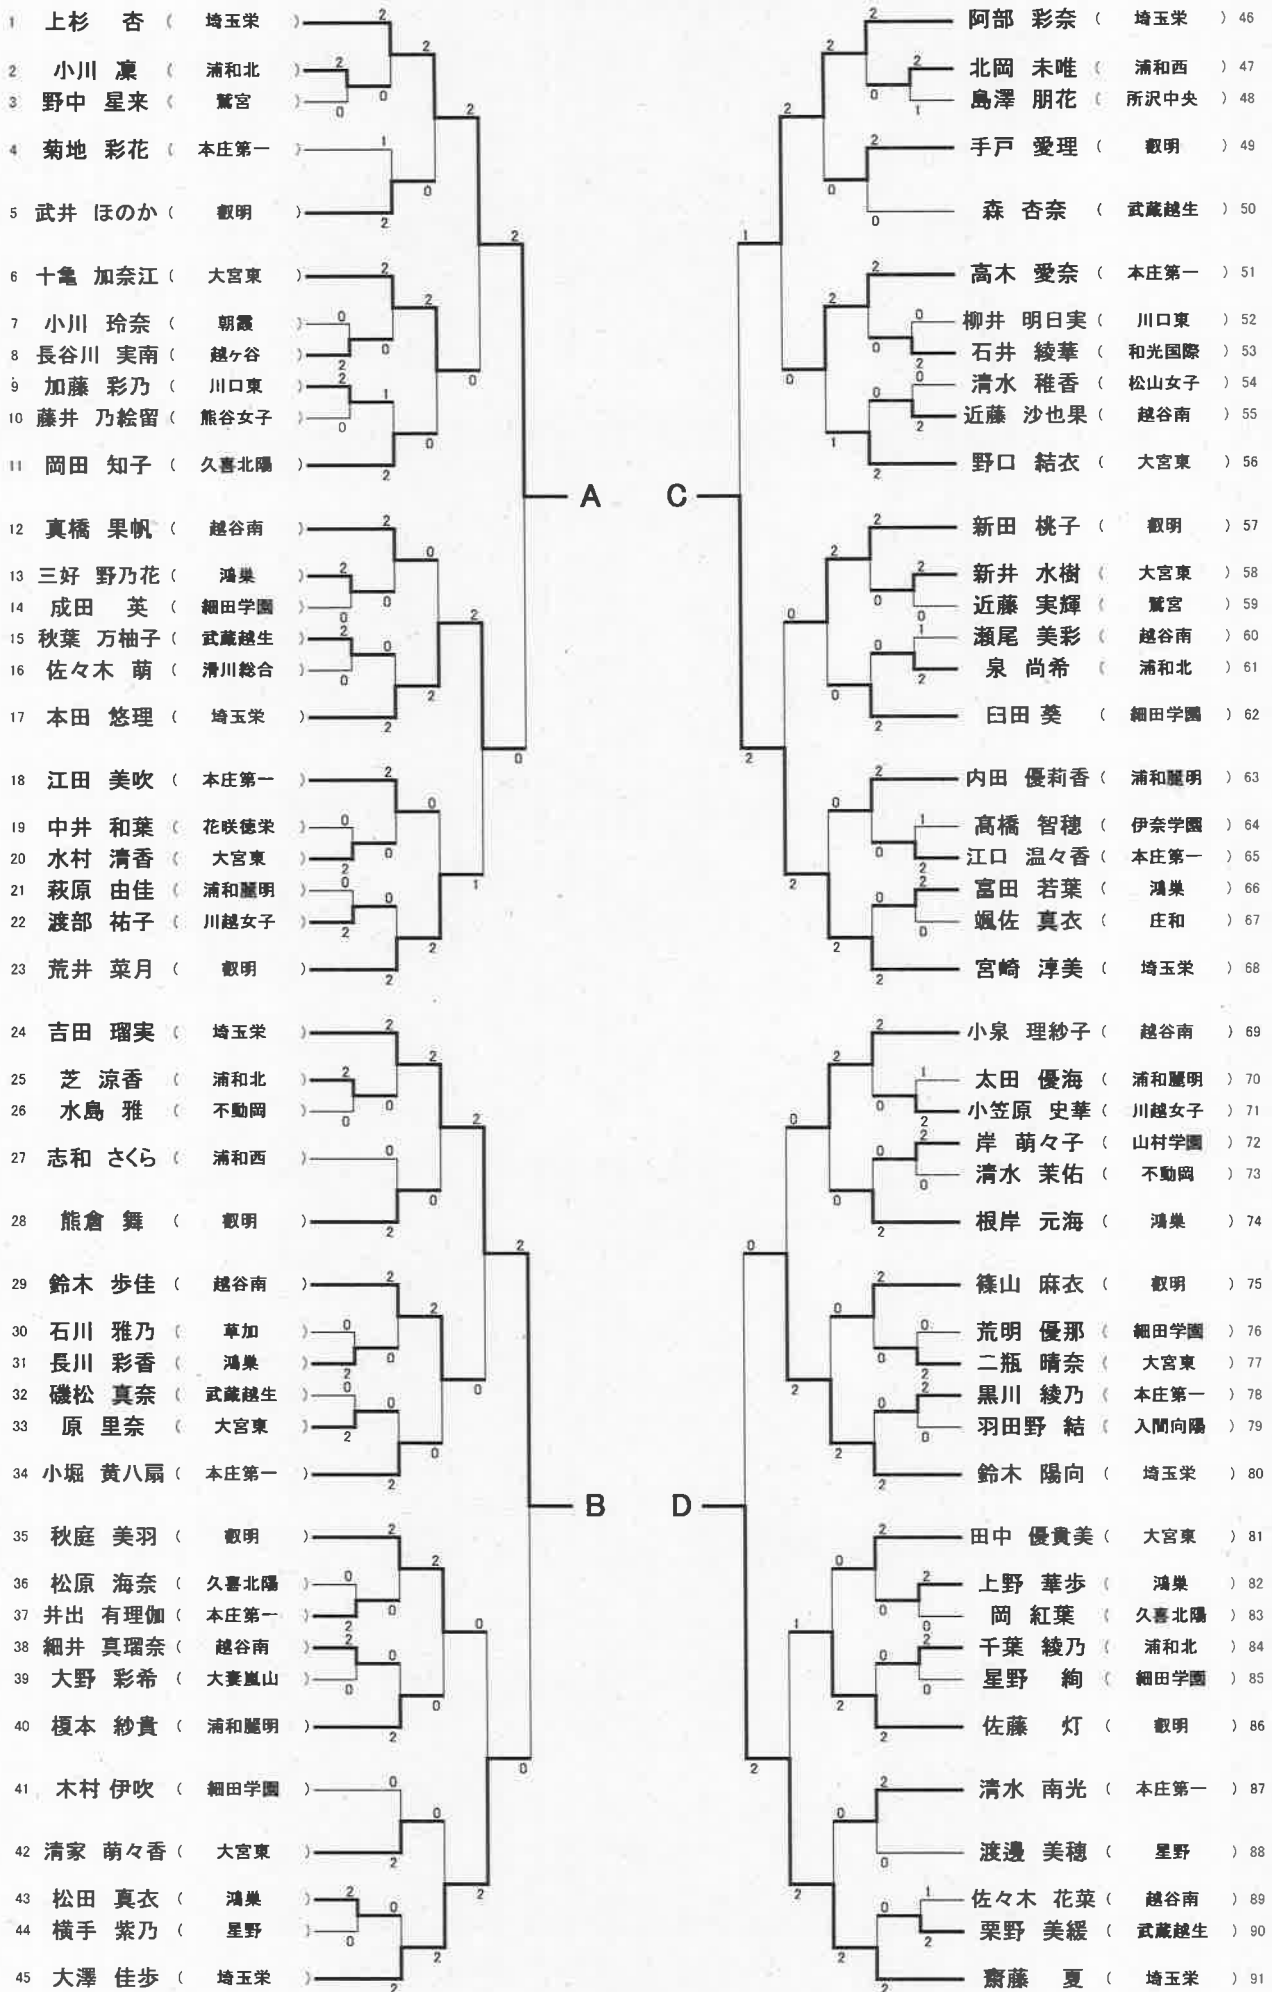 1 上杉 杏 ( 埼玉栄 )
2 小川 凜 ( 浦和北 )
3 野中 星来 ( 鷲宮 )
4 菊地 彩花 ( 本庄第一 )
5 武井 ほのか ( 叡明 )
6 十亀 加奈江 ( 大宮東 )
7 小川 玲奈 ( 朝霞 )
8 長谷川 実南 ( 越ヶ谷 )
9 加藤 彩乃 ( 川口東 )
10 藤井 乃絵留 ( 熊谷女子 )
11 岡田 知子 ( 久喜北陽 )
12 真橋 果帆 ( 越谷南 )
13 三好 野乃花 ( 鴻巣 )
14 成田 英 ( 細田学園 )
15 秋葉 万柚子 ( 武蔵越生 )
16 佐々木 萌 ( 滑川総合 )
17 本田 悠理 ( 埼玉栄 )
18 江田 美吹 ( 本庄第一 )
19 中井 和葉 ( 花咲徳栄 )
20 水村 清香 ( 大宮東 )
21 萩原 由佳 ( 浦和麗明 )
22 渡部 祐子 ( 川越女子 )
23 荒井 菜月 ( 叡明 )
24 吉田 瑠実 ( 埼玉栄 )
25 芝 涼香 ( 浦和北 )
26 水島 雅 ( 不動岡 )
27 志和 さくら ( 浦和西 )
28 熊倉 舞 ( 叡明 )
29 鈴木 歩佳 ( 越谷南 )
30 石川 雅乃 ( 草加 )
31 長川 彩香 ( 鴻巣 )
32 磯松 真奈 ( 武蔵越生 )
33 原 里奈 ( 大宮東 )
34 小堀 黄八扇 ( 本庄第一 )
35 秋庭 美羽 ( 叡明 )
36 松原 海奈 ( 久喜北陽 )
37 井出 有理伽 ( 本庄第一 )
38 細井 真瑠奈 ( 越谷南 )
39 大野 彩希 ( 大妻嵐山 )
40 榎本 紗貴 ( 浦和麗明 )
41 木村 伊吹 ( 細田学園 )
42 清家 萌々香 ( 大宮東 )
43 松田 真衣 ( 鴻巣 )
44 横手 紫乃 ( 星野 )
45 大澤 佳歩 ( 埼玉栄 )
A
B
C
D
阿部 彩奈 ( 埼玉栄 ) 46
北岡 未唯 ( 浦和西 ) 47
島澤 朋花 ( 所沢中央 ) 48
手戸 愛理 ( 叡明 ) 49
森 杏奈 ( 武蔵越生 ) 50
高木 愛奈 ( 本庄第一 ) 51
柳井 明日実 ( 川口東 ) 52
石井 綾華 ( 和光国際 ) 53
清水 稚香 ( 松山女子 ) 54
近藤 沙也果 ( 越谷南 ) 55
野口 結衣 ( 大宮東 ) 56
新田 桃子 ( 叡明 ) 57
新井 水樹 ( 大宮東 ) 58
近藤 実輝 ( 鷲宮 ) 59
瀬尾 美彩 ( 越谷南 ) 60
泉 尚希 ( 浦和北 ) 61
臼田 葵 ( 細田学園 ) 62
内田 優莉香 ( 浦和麗明 ) 63
髙橋 智穂 ( 伊奈学園 ) 64
江口 温々香 ( 本庄第一 ) 65
富田 若葉 ( 鴻巣 ) 66
颯佐 真衣 ( 庄和 ) 67
宮崎 淳美 ( 埼玉栄 ) 68
小泉 理紗子 ( 越谷南 ) 69
太田 優海 ( 浦和麗明 ) 70
小笠原 史華 ( 川越女子 ) 71
岸 萌々子 ( 山村学園 ) 72
清水 茉佑 ( 不動岡 ) 73
根岸 元海 ( 鴻巣 ) 74
篠山 麻衣 ( 叡明 ) 75
荒明 優那 ( 細田学園 ) 76
二瓶 晴奈 ( 大宮東 ) 77
黒川 綾乃 ( 本庄第一 ) 78
羽田野 結 ( 入間向陽 ) 79
鈴木 陽向 ( 埼玉栄 ) 80
田中 優貴美 ( 大宮東 ) 81
上野 華歩 ( 鴻巣 ) 82
岡 紅葉 ( 久喜北陽 ) 83
千葉 綾乃 ( 浦和北 ) 84
星野 絢 ( 細田学園 ) 85
佐藤 灯 ( 叡明 ) 86
清水 南光 ( 本庄第一 ) 87
渡邊 美穂 ( 星野 ) 88
佐々木 花菜 ( 越谷南 ) 89
栗野 美緩 ( 武蔵越生 ) 90
齋藤 夏 ( 埼玉栄 ) 91